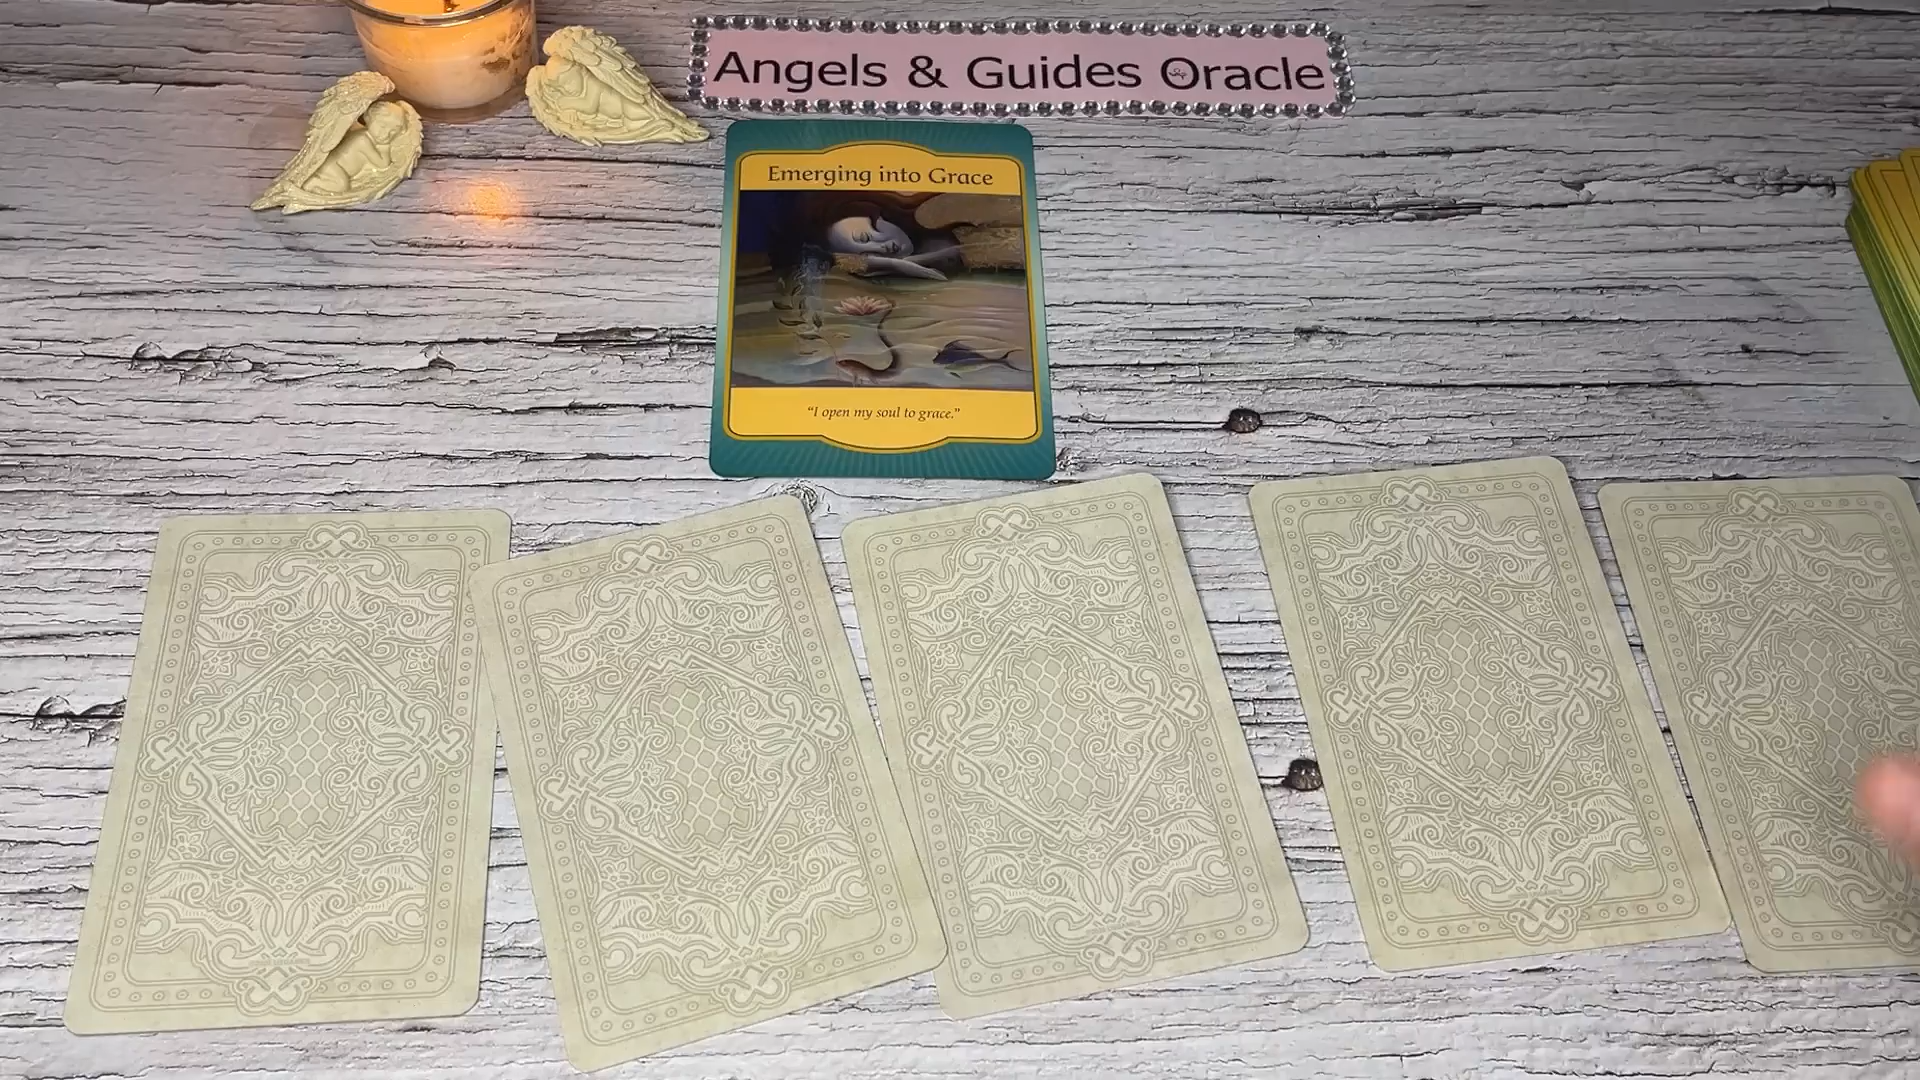 Angels & Guides Oracle
Emerging into Grace
“I open my soul to grace.”